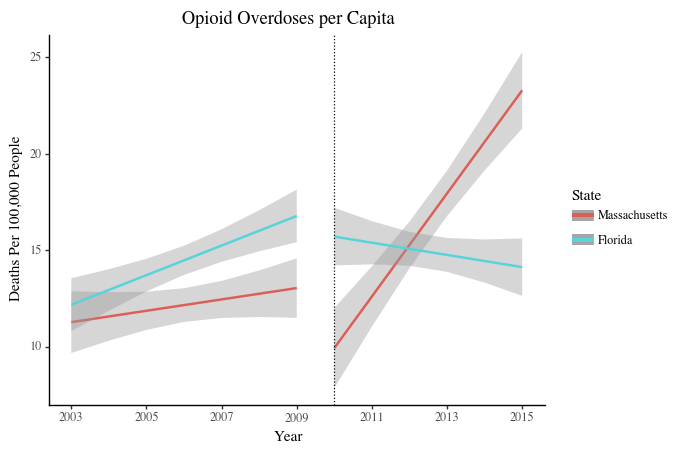 Opioid Overdoses per Capita
Deaths Per 100,000 People
25
20
15
10
2003 2005 2007 2009 2011 2013 2015
Year
State
Massachusetts
Florida